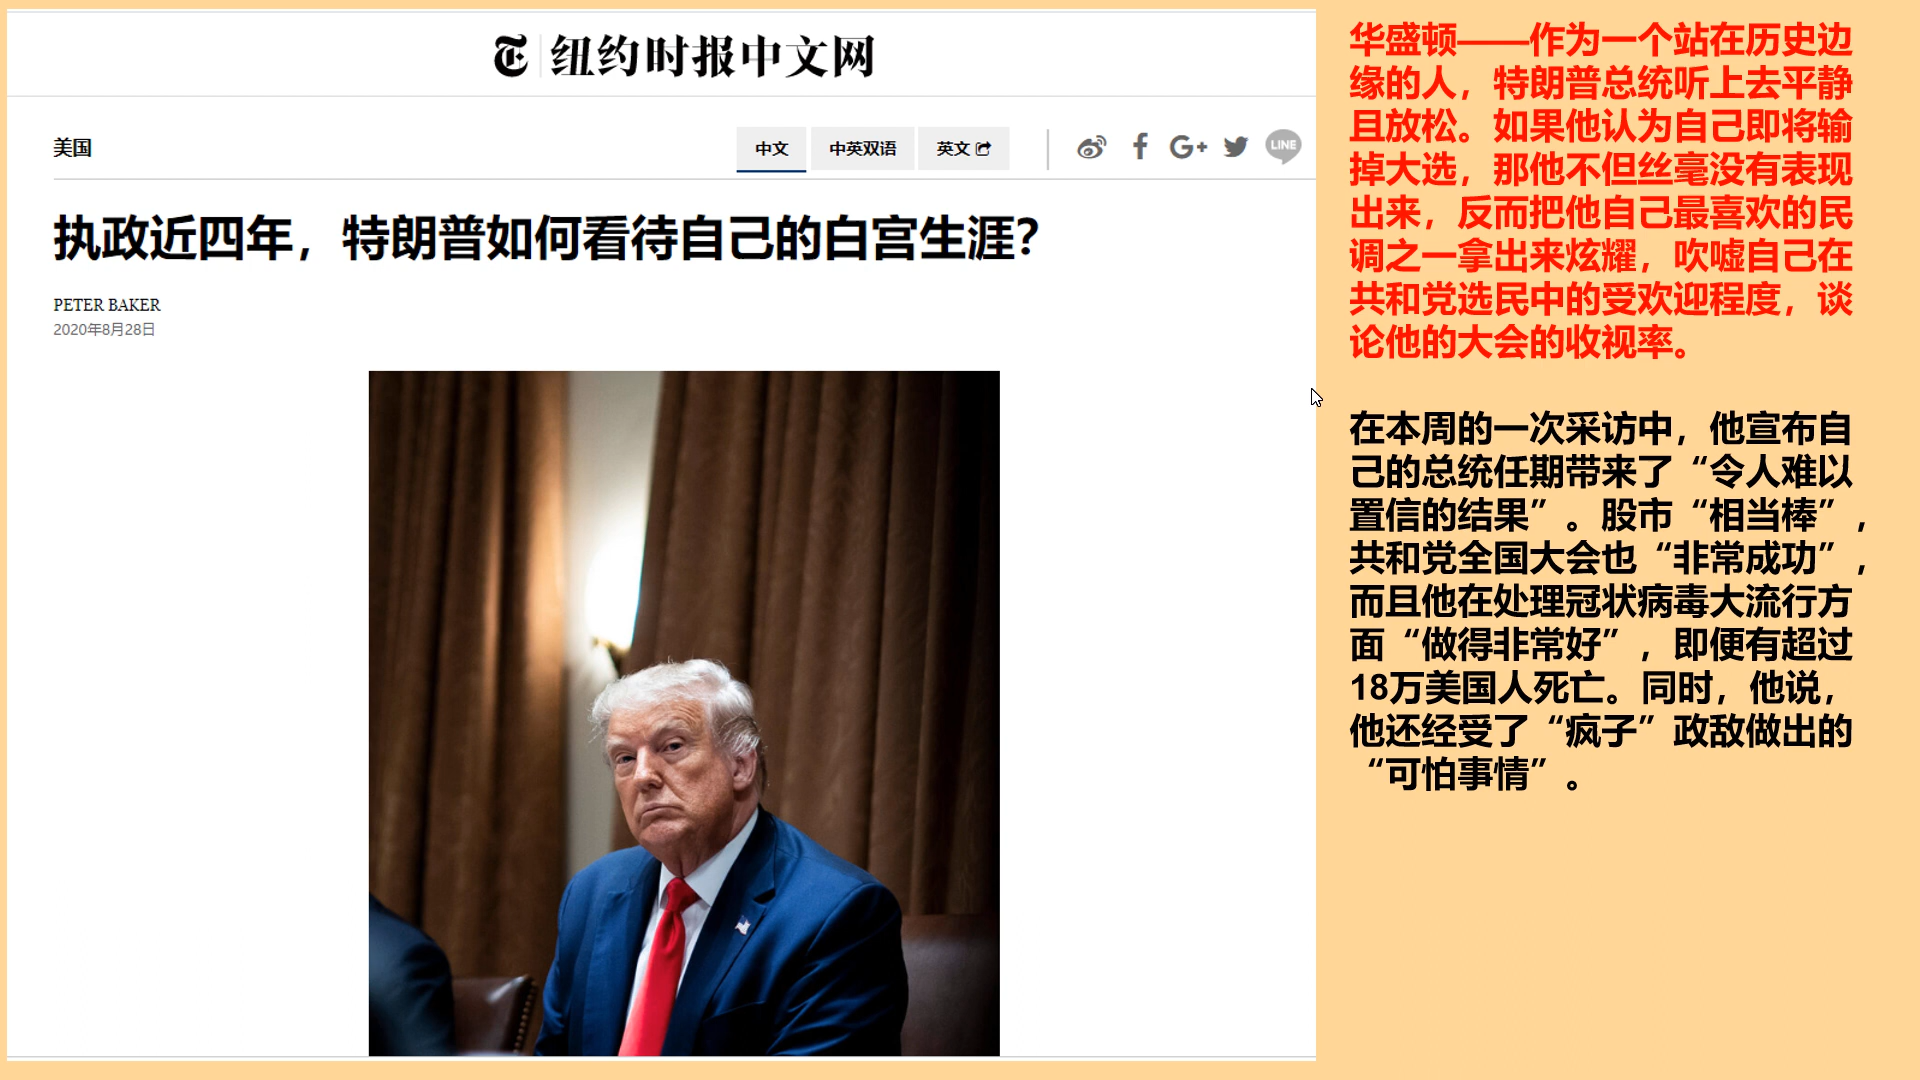 纽约时报中文网
美国
中文
中英双语
英文
LINE
执政近四年，特朗普如何看待自己的白宫生涯？
PETER BAKER
2020年8月28日
华盛顿——作为一个站在历史边
缘的人，特朗普总统听上去平静
且放松。如果他认为自己即将输
掉大选，那他不但丝毫没有表现
出来，反而把他自己最喜欢的民
调之一拿出来炫耀，吹嘘自己在
共和党选民中的受欢迎程度，谈
论他的大会的收视率。
在本周的一次采访中，他宣布自
己的总统任期带来了“令人难以
置信的结果”。股市“相当棒”，
共和党全国大会也“非常成功”，
而且他在处理冠状病毒大流行方
面“做得非常好”，即便有超过
18万美国人死亡。同时，他说，
他还经受了“疯子”政敌做出的
“可怕事情”。